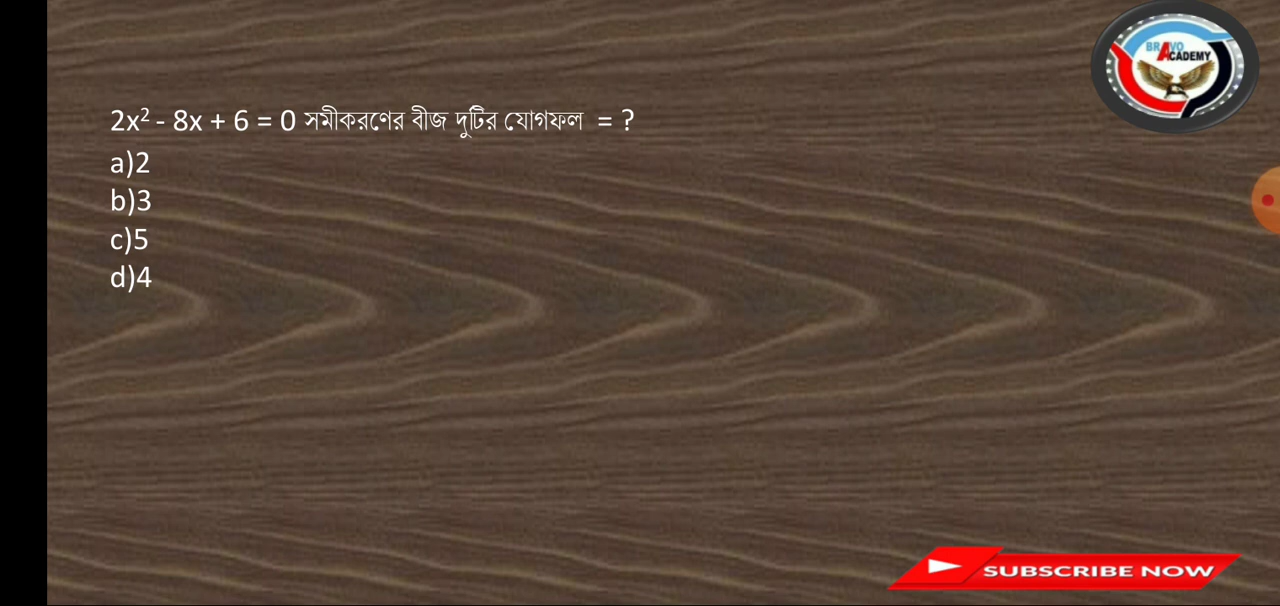 BRAVO
ACADEMY
2x² - 8x + 6 = 0 সমীকরণের বীজ দুটির যোগফল = ?
a)2
b)3
c)5
d)4
SUBSCRIBE NOW